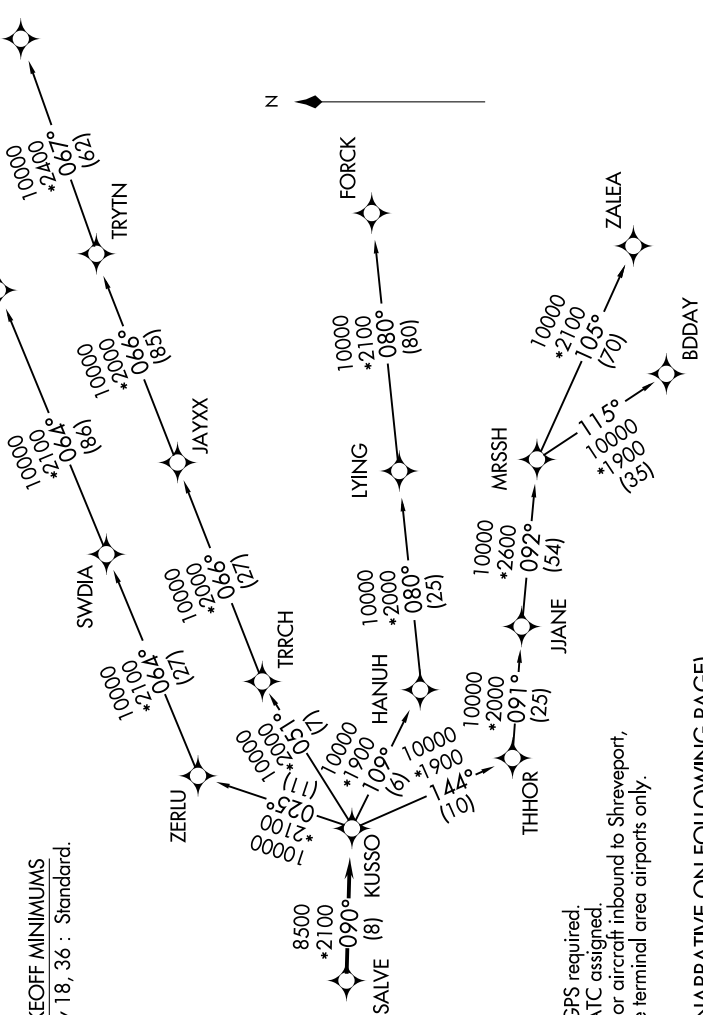 KEOFF MINIMUMS
y 18, 36 : Standard.
10000
*2400
067°
(62)
TRYTN
10000
*2000
066°
(85)
JAYXX
10000
*2000
066°
(27)
TRRCH
10000
*2000
051°
(7)
10000
*2100
064°
(86)
SWDIA
10000
*2100
064°
(27)
ZERLU
10000
*2100
025°
(11)
N
FORCK
10000
*2100
080°
(80)
LYING
10000
*2000
080°
(25)
HANUH
10000
*1900
109°
(6)
8500
*2100
090°
(8)
SALVE
KUSSO
10000
*1900
144°
(10)
THHOR
10000
*2000
091°
(25)
JJANE
10000
*2600
092°
(54)
MRSSH
10000
*2100
105°
(70)
ZALEA
115°
10000
*1900
(35)
BDDAY
GPS required.
ATC assigned.
or aircraft inbound to Shreveport,
e terminal area airports only.
NARRATIVE ON FOLLOWING PAGE)